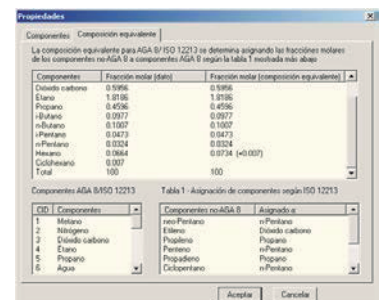 Propiedades
Componentes Composición equivalente
La composición equivalente para AGA 8/ ISO 12213 se determina asignando las fracciónes molares
de los componentes no-AGA 8 a componentes AGA 8 según la tabla 1 mostrada más abajo
Componentes Fracción molar (dato) Fracción molar (composición equivalente)
Dióxido carbono 0.5956 0.5956
Etano 1.8186 1.8186
Propano 0.4596 0.4596
i-Butano 0.0977 0.0977
n-Butano 0.1007 0.1007
i-Pentano 0.0473 0.0473
n-Pentano 0.0324 0.0324
Hexano 0.0664 0.0734 (+0.007)
Ciclohexano 0.007
Total 100 100
Componentes AGA 8/ISO 12213 Tabla 1 - Asignación de componentes según ISO 12213
CID Componentes
1 Metano
2 Nitrógeno
3 Dióxido carbono
4 Etano
5 Propano
6 Agua
Componentes no-AGA 8 Asignado a:
neo-Pentano n-Pentano
Etileno Dióxido carbono
Propileno Propano
Penteno n-Pentano
Propadieno Propano
Ciclopentano n-Pentano
Aceptar Cancelar